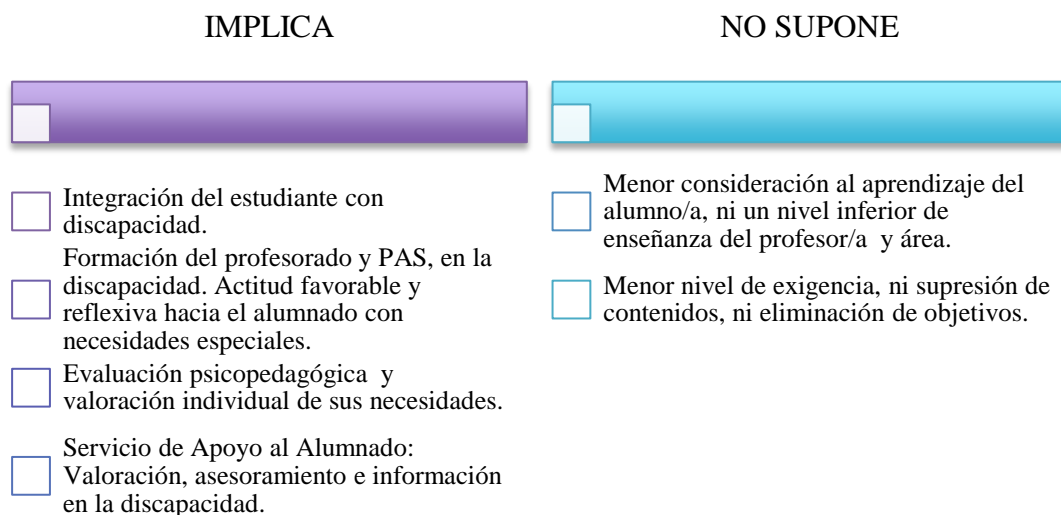 IMPLICA
Integración del estudiante con
discapacidad.
Formación del profesorado y PAS, en la
discapacidad. Actitud favorable y
reflexiva hacia el alumnado con
necesidades especiales.
Evaluación psicopedagógica y
valoración individual de sus necesidades.
Servicio de Apoyo al Alumnado:
Valoración, asesoramiento e información
en la discapacidad.
NO SUPONE
Menor consideración al aprendizaje del
alumno/a, ni un nivel inferior de
enseñanza del profesor/a y área.
Menor nivel de exigencia, ni supresión de
contenidos, ni eliminación de objetivos.